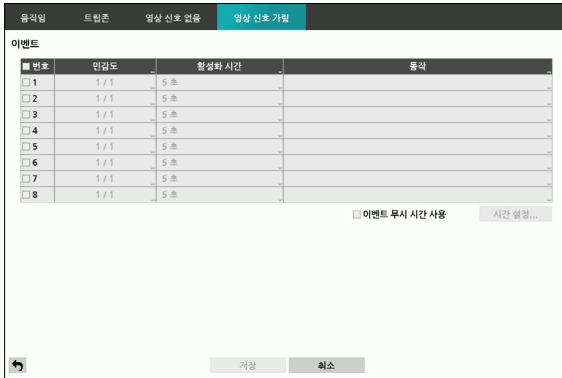 움직임 트립존 영상 신호 없음 영상 신호 가림
이벤트
번호 민감도 활성화 시간 동작
1 1 / 1 5 초
2 1 / 1 5 초
3 1 / 1 5 초
4 1 / 1 5 초
5 1 / 1 5 초
6 1 / 1 5 초
7 1 / 1 5 초
8 1 / 1 5 초
이벤트 무시 시간 사용 시간 설정...
저장 취소